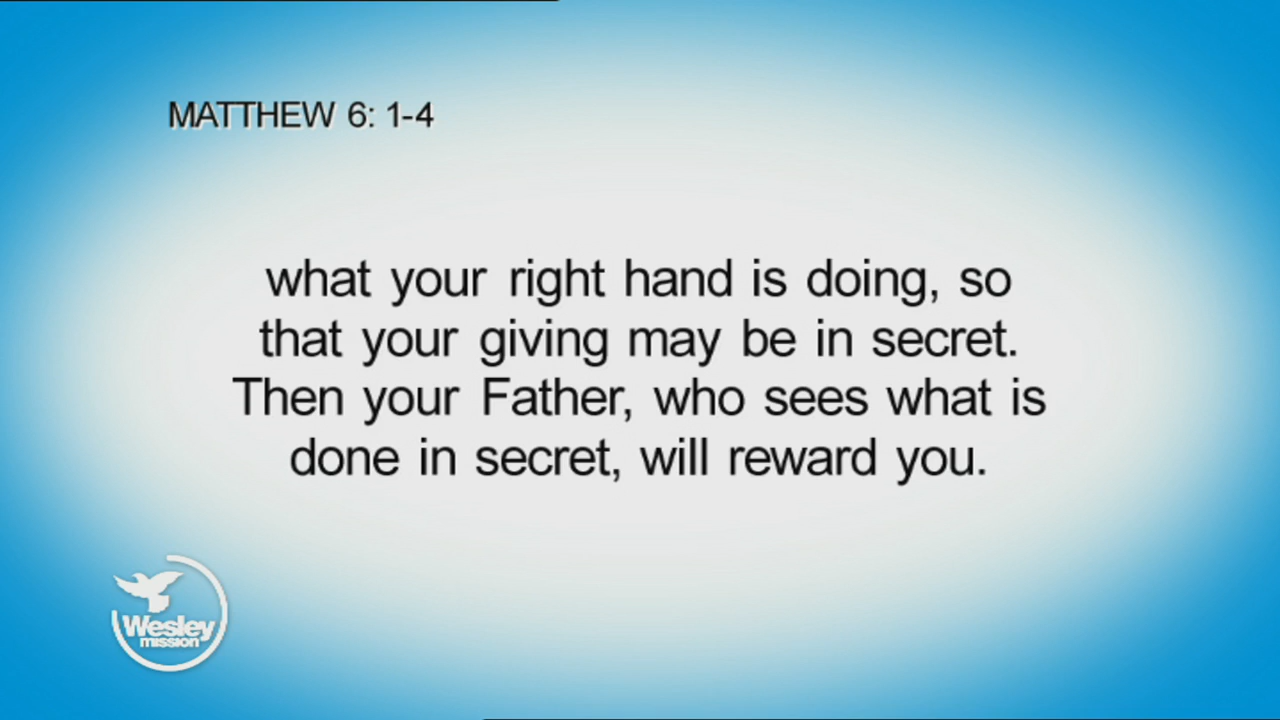 MATTHEW 6: 1-4
what your right hand is doing, so
that your giving may be in secret.
Then your Father, who sees what is
done in secret, will reward you.
Wesley
mission